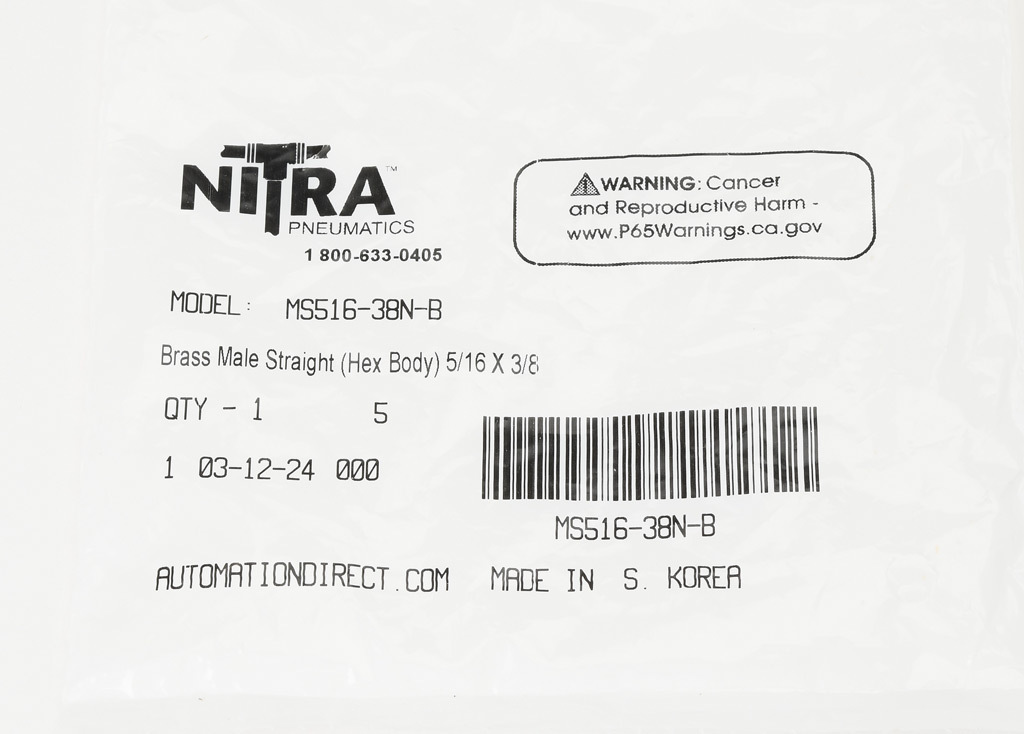 NITRA™
PNEUMATICS
1 800-633-0405
⚠WARNING: Cancer
and Reproductive Harm -
www.P65Warnings.ca.gov
MODEL: MS516-38N-B
Brass Male Straight (Hex Body) 5/16 X 3/8
QTY - 1 5
1 03-12-24 000
MS516-38N-B
AUTOMATIONDIRECT.COM MADE IN S. KOREA